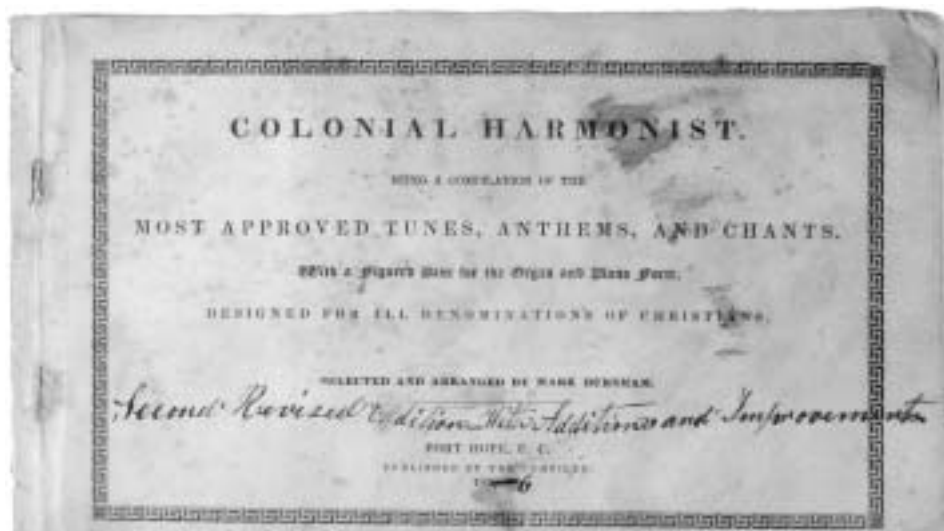 COLONIAL HARMONIST.
BEING A COMPILATION OF THE
MOST APPROVED TUNES, ANTHEMS, AND CHANTS.
With a Figured Bass for the Organ and Piano Forte,
DESIGNED FOR ALL DENOMINATIONS OF CHRISTIANS.
SELECTED AND ARRANGED BY MARK BURNHAM.
Second Revised Edition With Additions and Improvements
PORT HOPE, U. C.
PUBLISHED BY THE COMPILER.